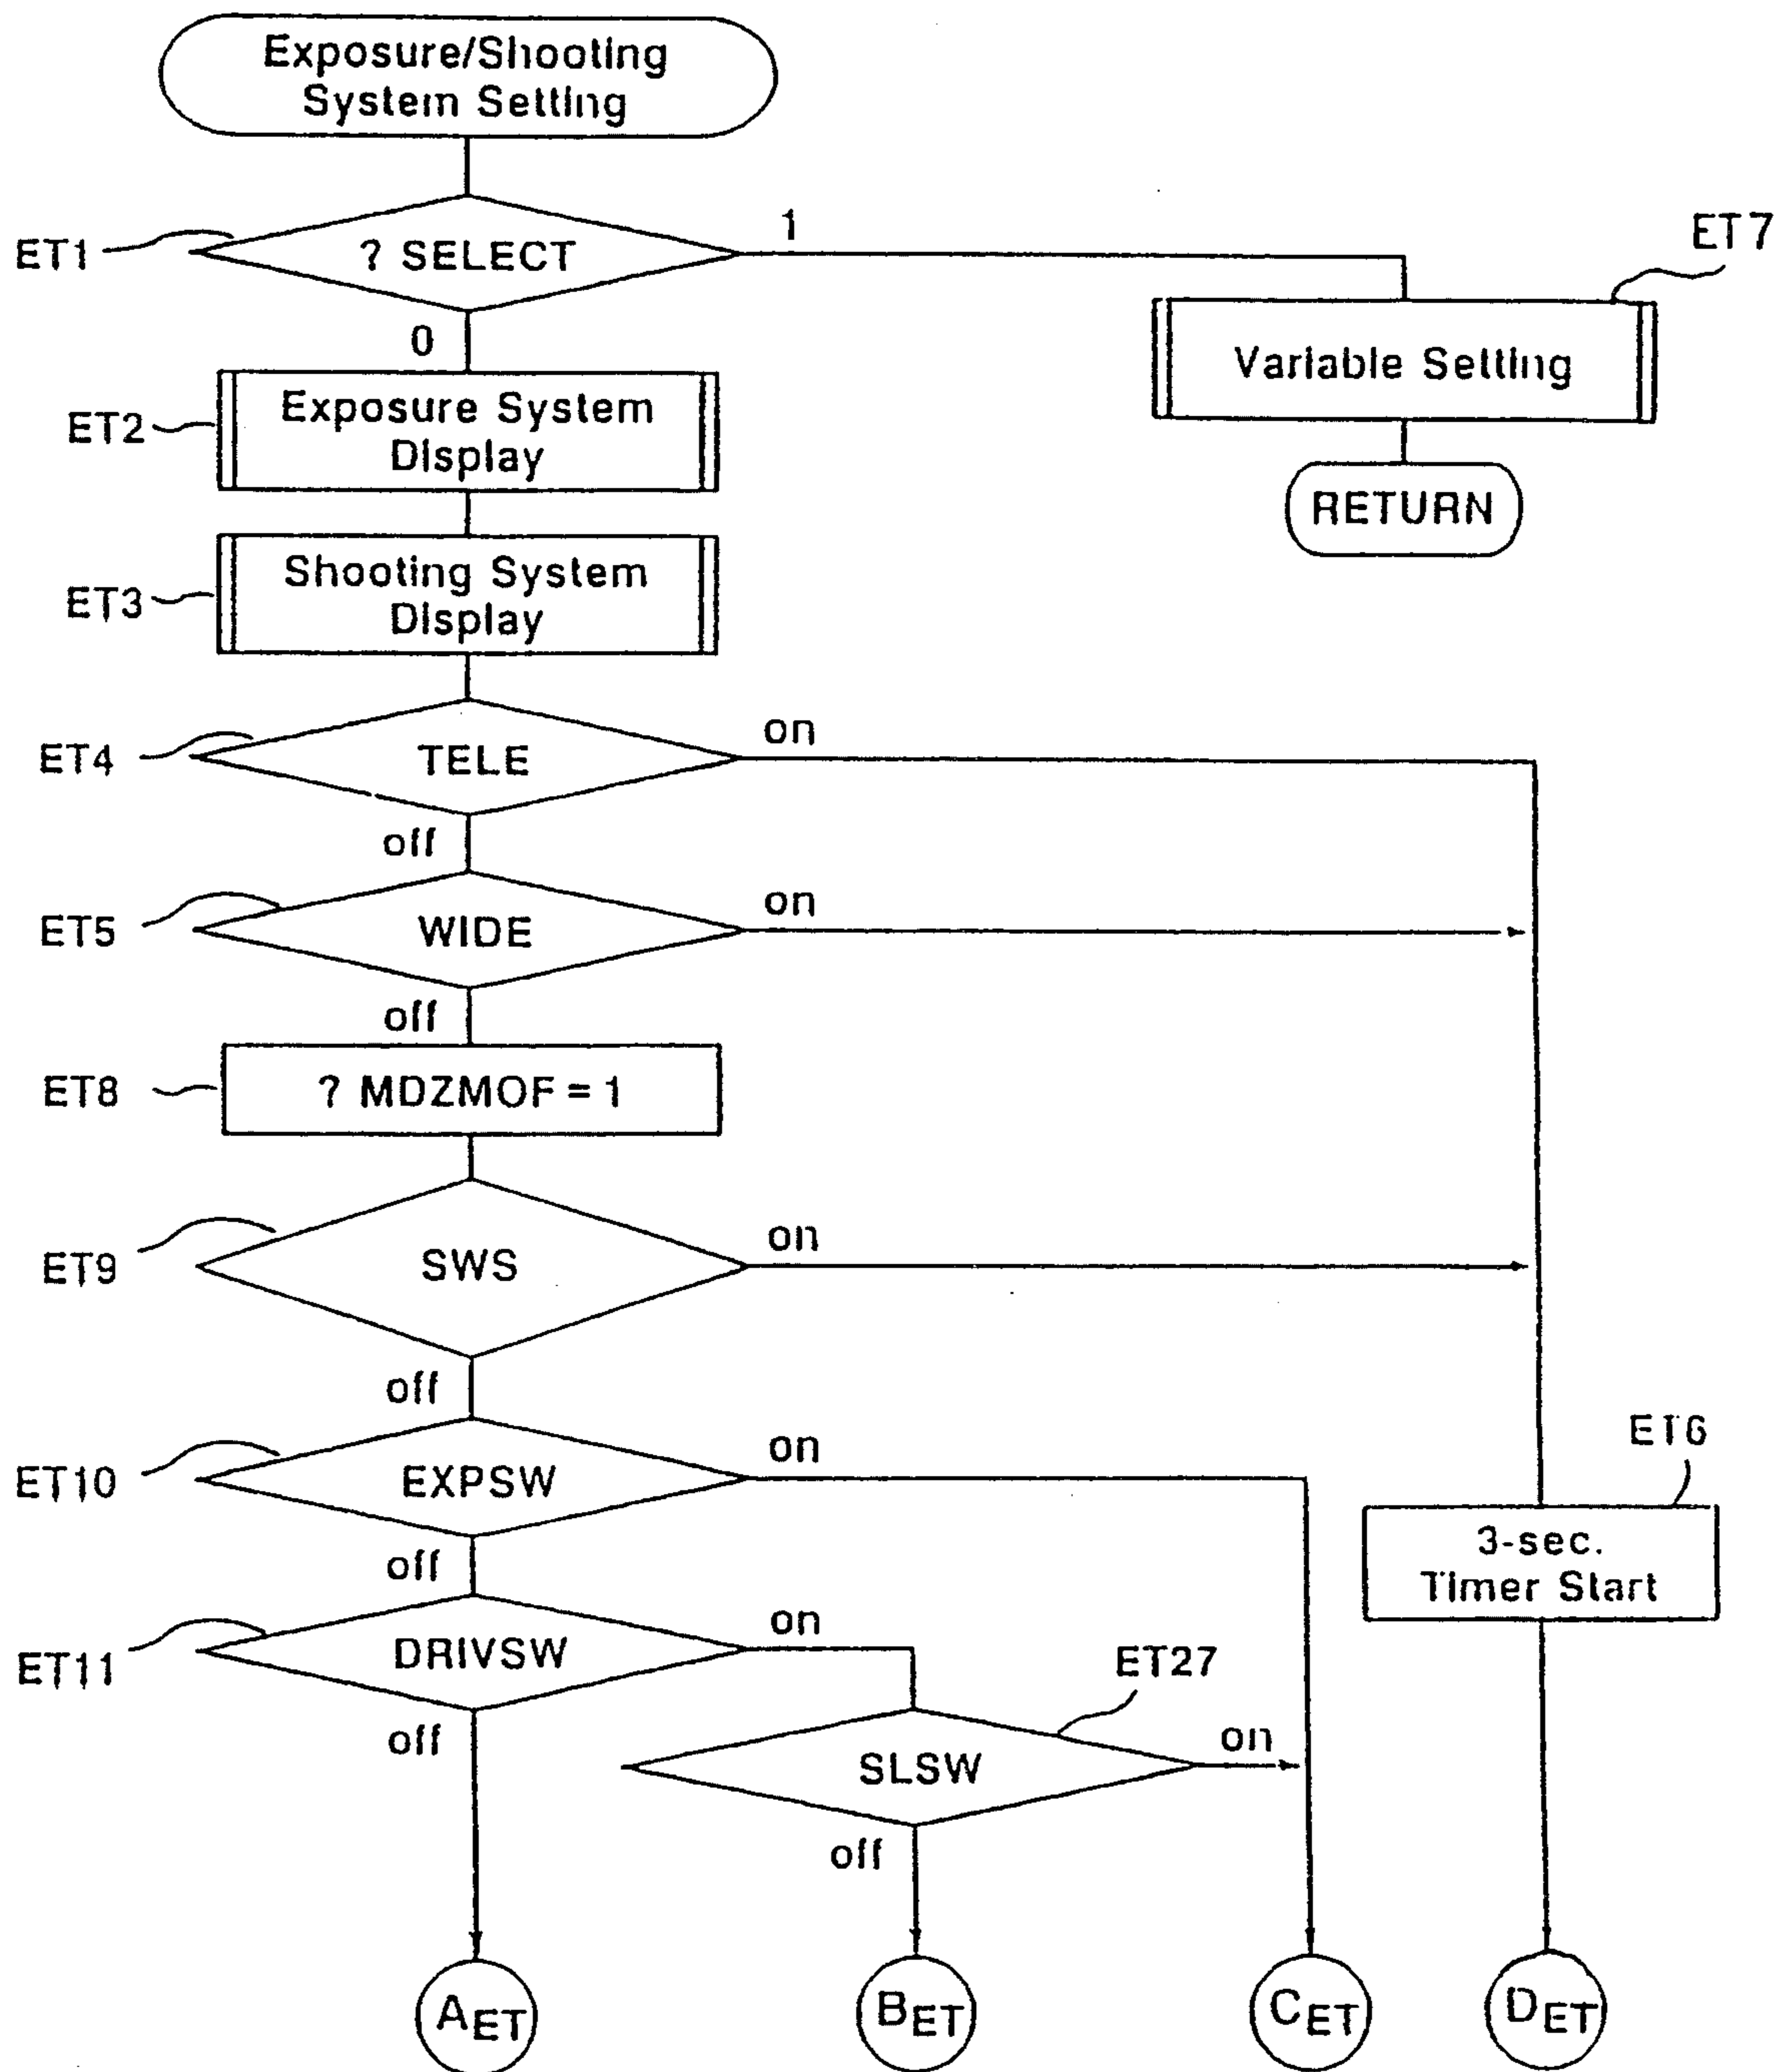 Exposure/Shooting
System Setting
ET1
? SELECT
1
ET7
0
Variable Setting
ET2
Exposure System
Display
RETURN
ET3
Shooting System
Display
ET4
TELE
on
off
ET5
WIDE
on
off
ET8
? MDZMOF = 1
ET9
SWS
on
off
ET10
EXPSW
on
ET6
3-sec.
Timer Start
off
ET11
DRIVSW
on
ET27
off
SLSW
on
off
AET
BET
CET
DET